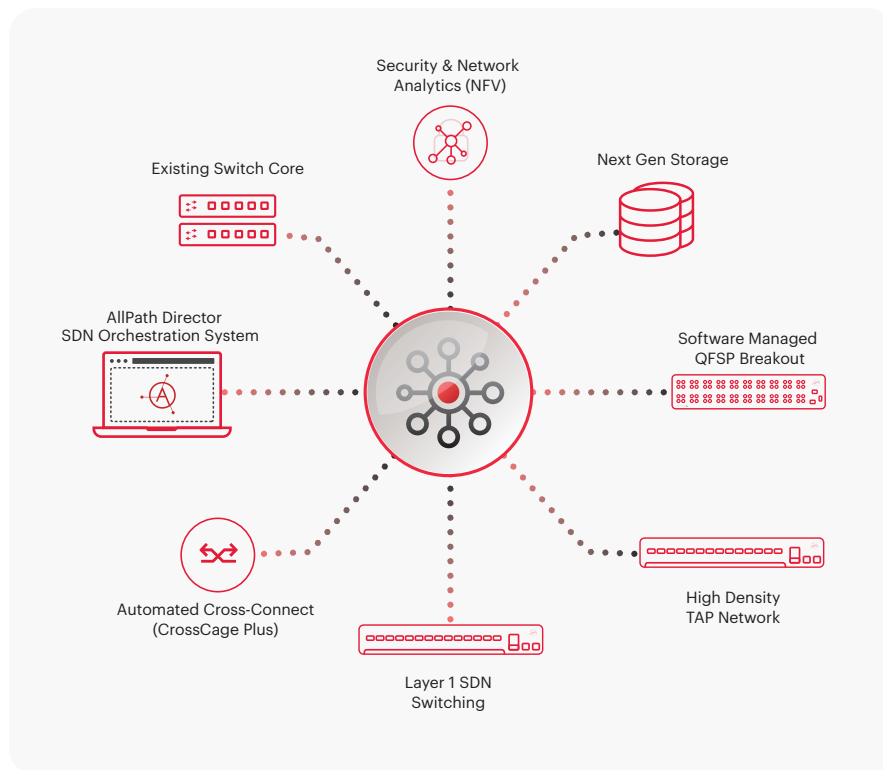 Security & Network
Analytics (NFV)
Next Gen Storage
Existing Switch Core
AllPath Director
SDN Orchestration System
A
Software Managed
QFSP Breakout
Automated Cross-Connect
(CrossCage Plus)
High Density
TAP Network
Layer 1 SDN
Switching